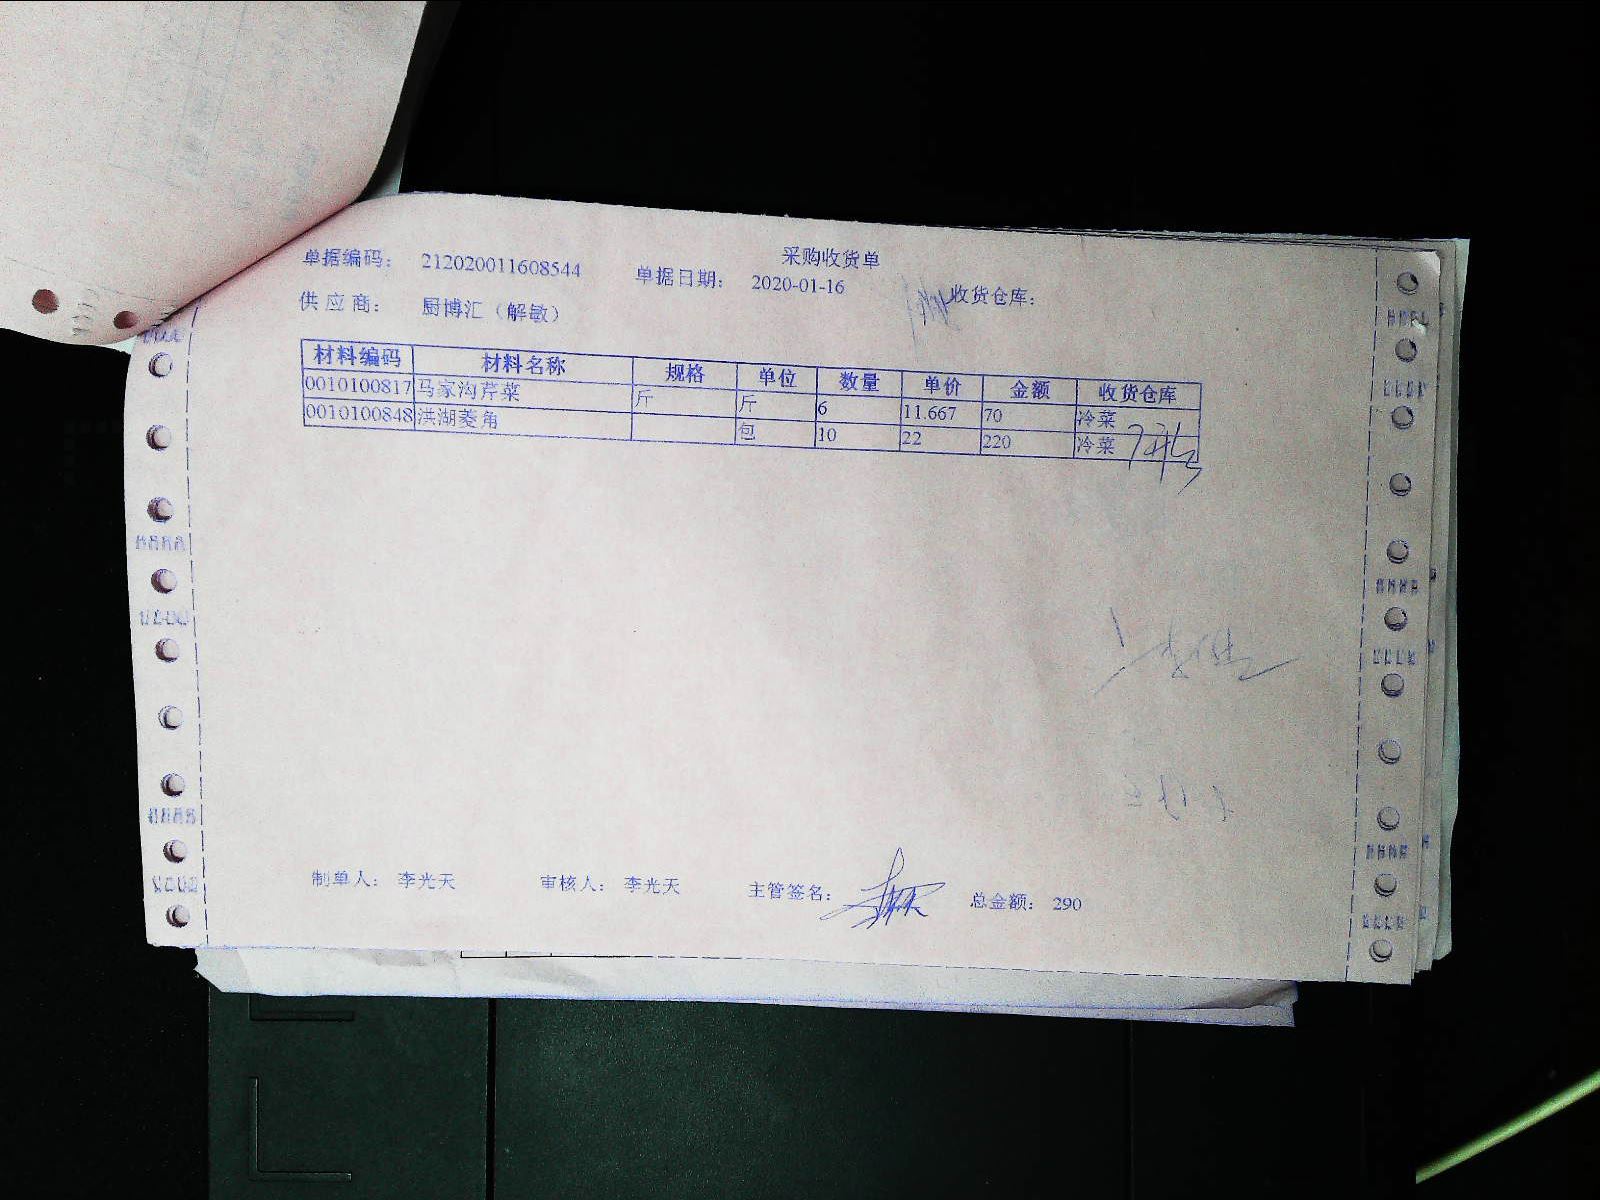 采购收货单
单据编码： 212020011608544 单据日期： 2020-01-16 收货仓库：
供 应 商： 厨博汇（解敏）
材料编码 材料名称 规格 单位 数量 单价 金额 收货仓库
0010100817 马家沟芹菜 斤 斤 6 11.667 70 冷菜
0010100848 洪湖菱角 包 10 22 220 冷菜
制单人： 李光天 审核人： 李光天 主管签名： 总金额： 290